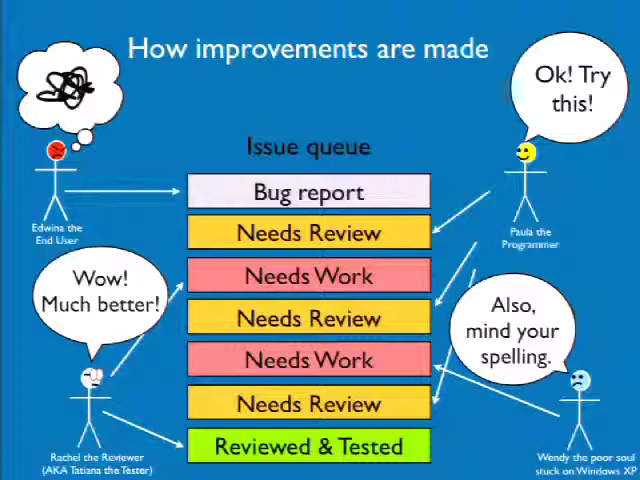 How improvements are made
Ok! Try
this!
Issue queue
Bug report
Needs Review
Edwina the
End User
Paula the
Programmer
Wow!
Much better!
Needs Work
Needs Review
Also,
mind your
spelling.
Needs Work
Needs Review
Reviewed & Tested
Rachel the Reviewer
(AKA Tatiana the Tester)
Wendy the poor soul
stuck on Windows XP